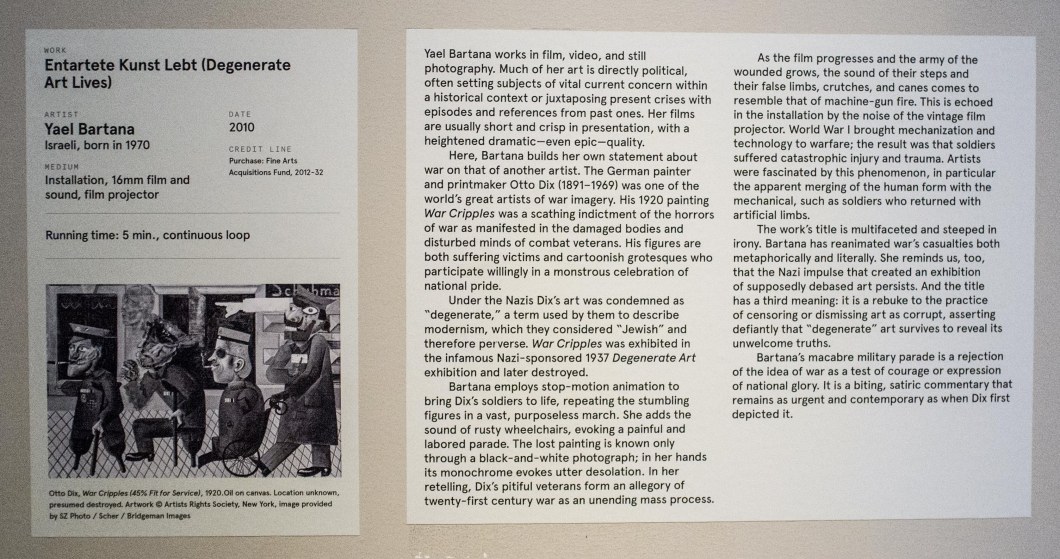 WORK
Entartete Kunst Lebt (Degenerate
Art Lives)
ARTIST
Yael Bartana
Israeli, born in 1970
MEDIUM
Installation, 16mm film and
sound, film projector
DATE
2010
CREDIT LINE
Purchase: Fine Arts
Acquisitions Fund, 2012-32
Running time: 5 min., continuous loop
Otto Dix, War Cripples (45% Fit for Service), 1920. Oil on canvas. Location unknown,
presumed destroyed. Artwork © Artists Rights Society, New York, image provided
by SZ Photo / Scher / Bridgeman Images
Yael Bartana works in film, video, and still
photography. Much of her art is directly political,
often setting subjects of vital current concern within
a historical context or juxtaposing present crises with
episodes and references from past ones. Her films
are usually short and crisp in presentation, with a
heightened dramatic—even epic—quality.
Here, Bartana builds her own statement about
war on that of another artist. The German painter
and printmaker Otto Dix (1891–1969) was one of the
world's great artists of war imagery. His 1920 painting
War Cripples was a scathing indictment of the horrors
of war as manifested in the damaged bodies and
disturbed minds of combat veterans. His figures are
both suffering victims and cartoonish grotesques who
participate willingly in a monstrous celebration of
national pride.
Under the Nazis Dix's art was condemned as
“degenerate,” a term used by them to describe
modernism, which they considered “Jewish” and
therefore perverse. War Cripples was exhibited in
the infamous Nazi-sponsored 1937 Degenerate Art
exhibition and later destroyed.
Bartana employs stop-motion animation to
bring Dix's soldiers to life, repeating the stumbling
figures in a vast, purposeless march. She adds the
sound of rusty wheelchairs, evoking a painful and
labored parade. The lost painting is known only
through a black-and-white photograph; in her hands
its monochrome evokes utter desolation. In her
retelling, Dix's pitiful veterans form an allegory of
twenty-first century war as an unending mass process.
As the film progresses and the army of the
wounded grows, the sound of their steps and
their false limbs, crutches, and canes comes to
resemble that of machine-gun fire. This is echoed
in the installation by the noise of the vintage film
projector. World War I brought mechanization and
technology to warfare; the result was that soldiers
suffered catastrophic injury and trauma. Artists
were fascinated by this phenomenon, in particular
the apparent merging of the human form with the
mechanical, such as soldiers who returned with
artificial limbs.
The work's title is multifaceted and steeped in
irony. Bartana has reanimated war's casualties both
metaphorically and literally. She reminds us, too,
that the Nazi impulse that created an exhibition
of supposedly debased art persists. And the title
has a third meaning: it is a rebuke to the practice
of censoring or dismissing art as corrupt, asserting
defiantly that “degenerate” art survives to reveal its
unwelcome truths.
Bartana's macabre military parade is a rejection
of the idea of war as a test of courage or expression
of national glory. It is a biting, satiric commentary that
remains as urgent and contemporary as when Dix first
depicted it.